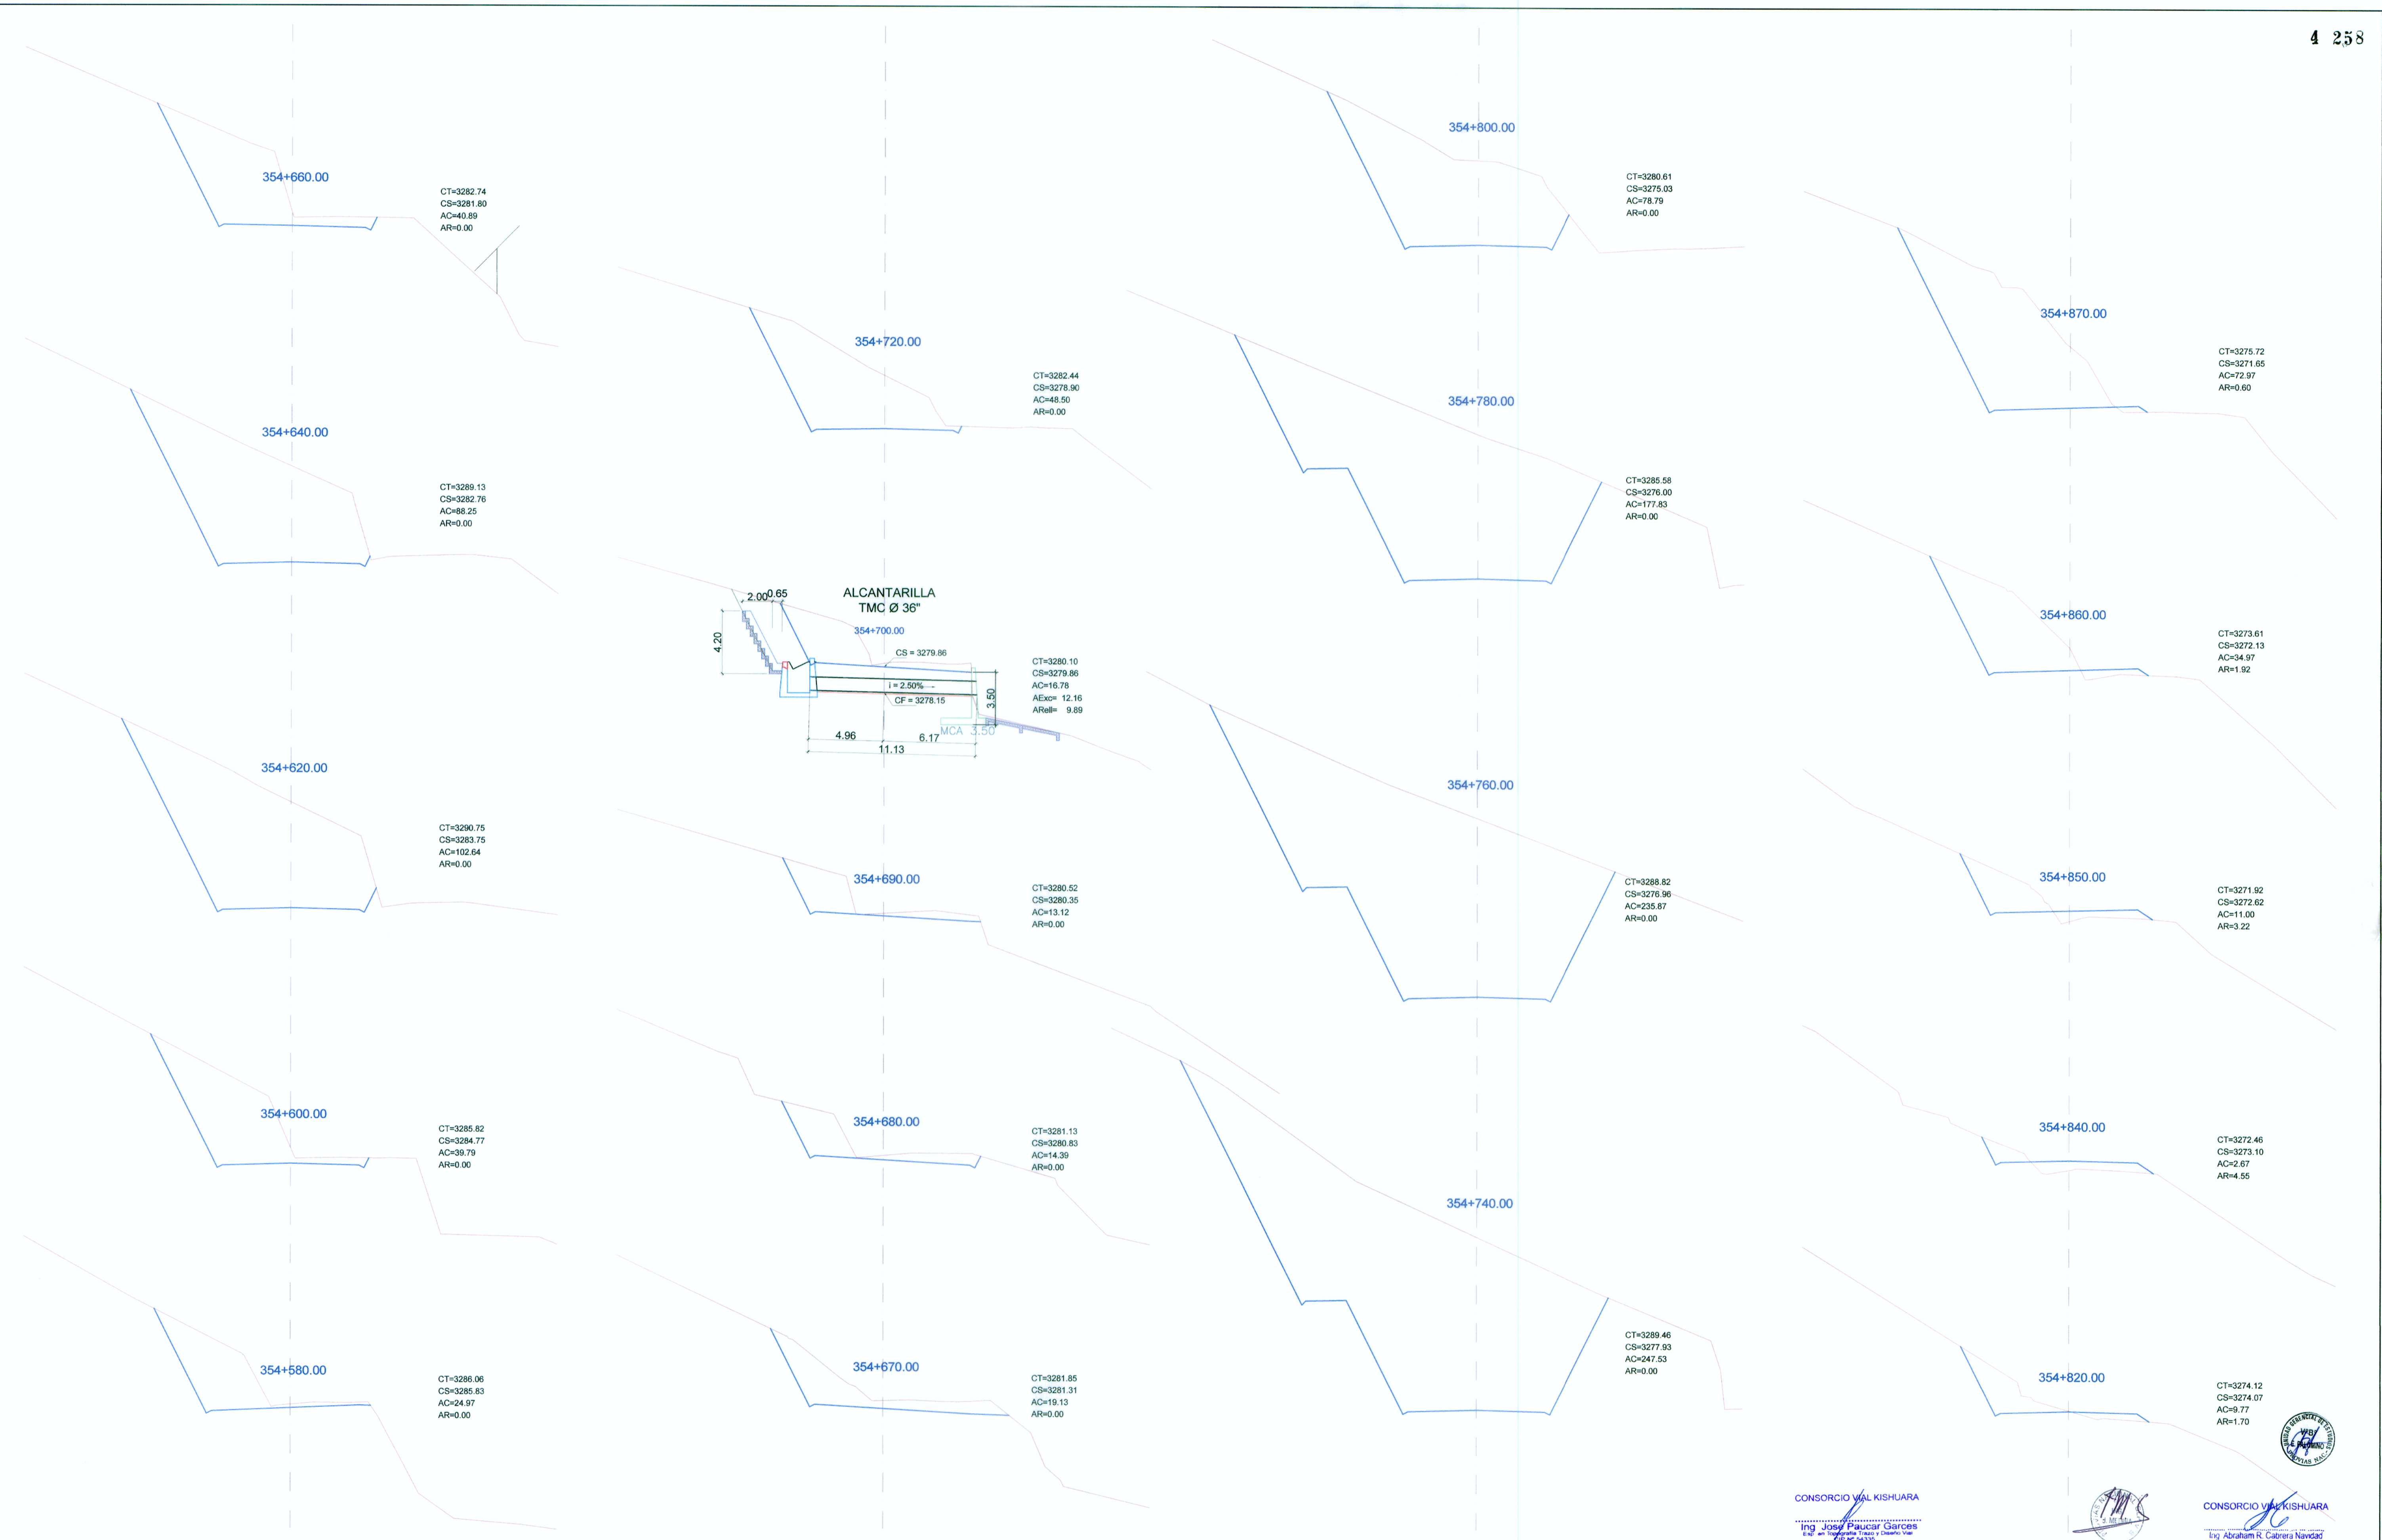 4 258
354+660.00
CT=3282.74
CS=3281.80
AC=40.89
AR=0.00
354+640.00
CT=3289.13
CS=3282.76
AC=88.25
AR=0.00
354+620.00
CT=3290.75
CS=3283.75
AC=102.64
AR=0.00
354+600.00
CT=3285.82
CS=3284.77
AC=39.79
AR=0.00
354+580.00
CT=3286.06
CS=3285.83
AC=24.97
AR=0.00
354+720.00
CT=3282.44
CS=3278.90
AC=48.50
AR=0.00
ALCANTARILLA
TMC Ø 36"
354+700.00
2.00
0.65
4.20
CS = 3279.86
i = 2.50%
CF = 3278.15
3.50
MCA 3.50
4.96
6.17
11.13
CT=3280.10
CS=3279.86
AC=16.78
AExc= 12.16
ARell= 9.89
354+690.00
CT=3280.52
CS=3280.35
AC=13.12
AR=0.00
354+680.00
CT=3281.13
CS=3280.83
AC=14.39
AR=0.00
354+670.00
CT=3281.85
CS=3281.31
AC=19.13
AR=0.00
354+800.00
CT=3280.61
CS=3275.03
AC=78.79
AR=0.00
354+780.00
CT=3285.58
CS=3276.00
AC=177.83
AR=0.00
354+760.00
CT=3288.82
CS=3276.96
AC=235.87
AR=0.00
354+740.00
CT=3289.46
CS=3277.93
AC=247.53
AR=0.00
354+870.00
CT=3275.72
CS=3271.65
AC=72.97
AR=0.60
354+860.00
CT=3273.61
CS=3272.13
AC=34.97
AR=1.92
354+850.00
CT=3271.92
CS=3272.62
AC=11.00
AR=3.22
354+840.00
CT=3272.46
CS=3273.10
AC=2.67
AR=4.55
354+820.00
CT=3274.12
CS=3274.07
AC=9.77
AR=1.70
UNIDAD GERENCIAL DE ESTUDIOS
PROVIAS NAC
CONSORCIO VIAL KISHUARA
Ing. José Paucar Garces
Esp. en Topografía Trazo y Diseño Vial
CONSORCIO VIAL KISHUARA
Ing. Abraham R. Cabrera Navidad